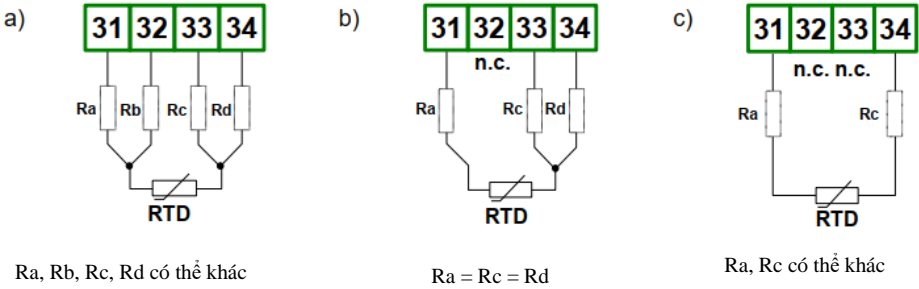 a) 31 32 33 34
Ra Rb Rc Rd
RTD
Ra, Rb, Rc, Rd có thể khác
b) 31 32 33 34
n.c.
Ra Rc Rd
RTD
Ra = Rc = Rd
c) 31 32 33 34
n.c. n.c.
Ra Rc
RTD
Ra, Rc có thể khác